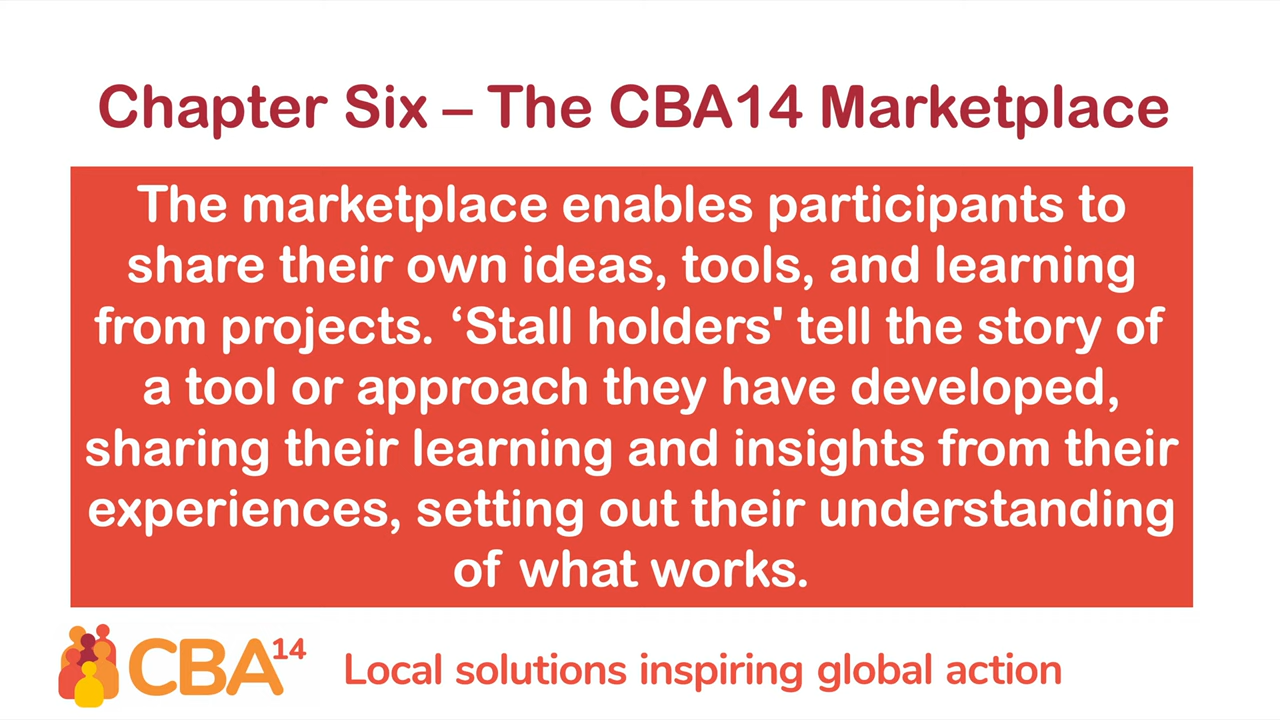 Chapter Six – The CBA14 Marketplace
The marketplace enables participants to
share their own ideas, tools, and learning
from projects. ‘Stall holders' tell the story of
a tool or approach they have developed,
sharing their learning and insights from their
experiences, setting out their understanding
of what works.
CBA14
Local solutions inspiring global action